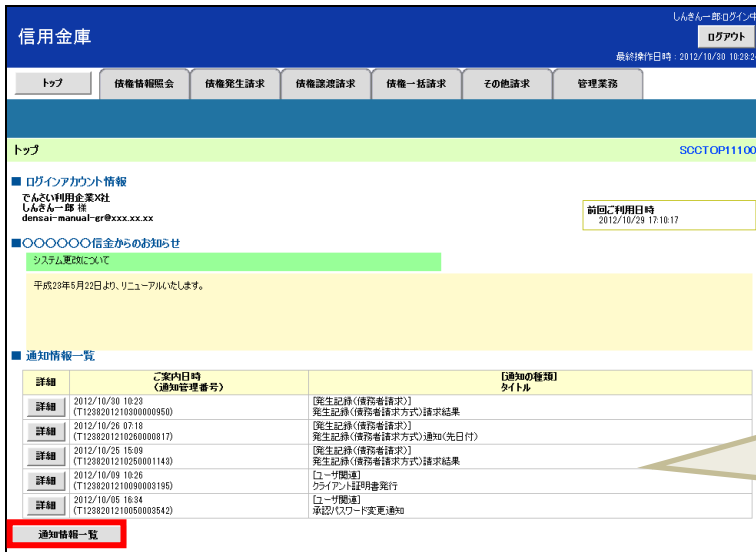 しんきん一郎:ログイン中
信用金庫
ログアウト
最終操作日時：2012/10/30 10:28:24
トップ 債権情報照会 債権発生請求 債権譲渡請求 債権一括請求 その他請求 管理業務
トップ SCCTOP11100
■ ログインアカウント情報
でんさい利用企業X社
しんきん一郎 様
densai-manual-gr@xxx.xx.xx
前回ご利用日時
2012/10/29 17:10:17
■〇〇〇〇〇〇信金からのお知らせ
システム更改について
平成23年5月22日より、リニューアルいたします。
■ 通知情報一覧
詳細 ご案内日時 [通知の種類]
（通知管理番号） タイトル
詳細 2012/10/30 10:23 [発生記録(債務者請求)]
(T1238201210300000950) 発生記録(債務者請求方式)請求結果
詳細 2012/10/26 07:18 [発生記録(債務者請求)]
(T1238201210260000817) 発生記録(債務者請求方式)通知(先日付)
詳細 2012/10/25 15:09 [発生記録(債務者請求)]
(T1238201210250001143) 発生記録(債務者請求方式)請求結果
詳細 2012/10/09 10:26 [ユーザ関連]
(T1238201210090003195) クライアント証明書発行
詳細 2012/10/05 16:34 [ユーザ関連]
(T1238201210050003542) 承認パスワード変更通知
通知情報一覧